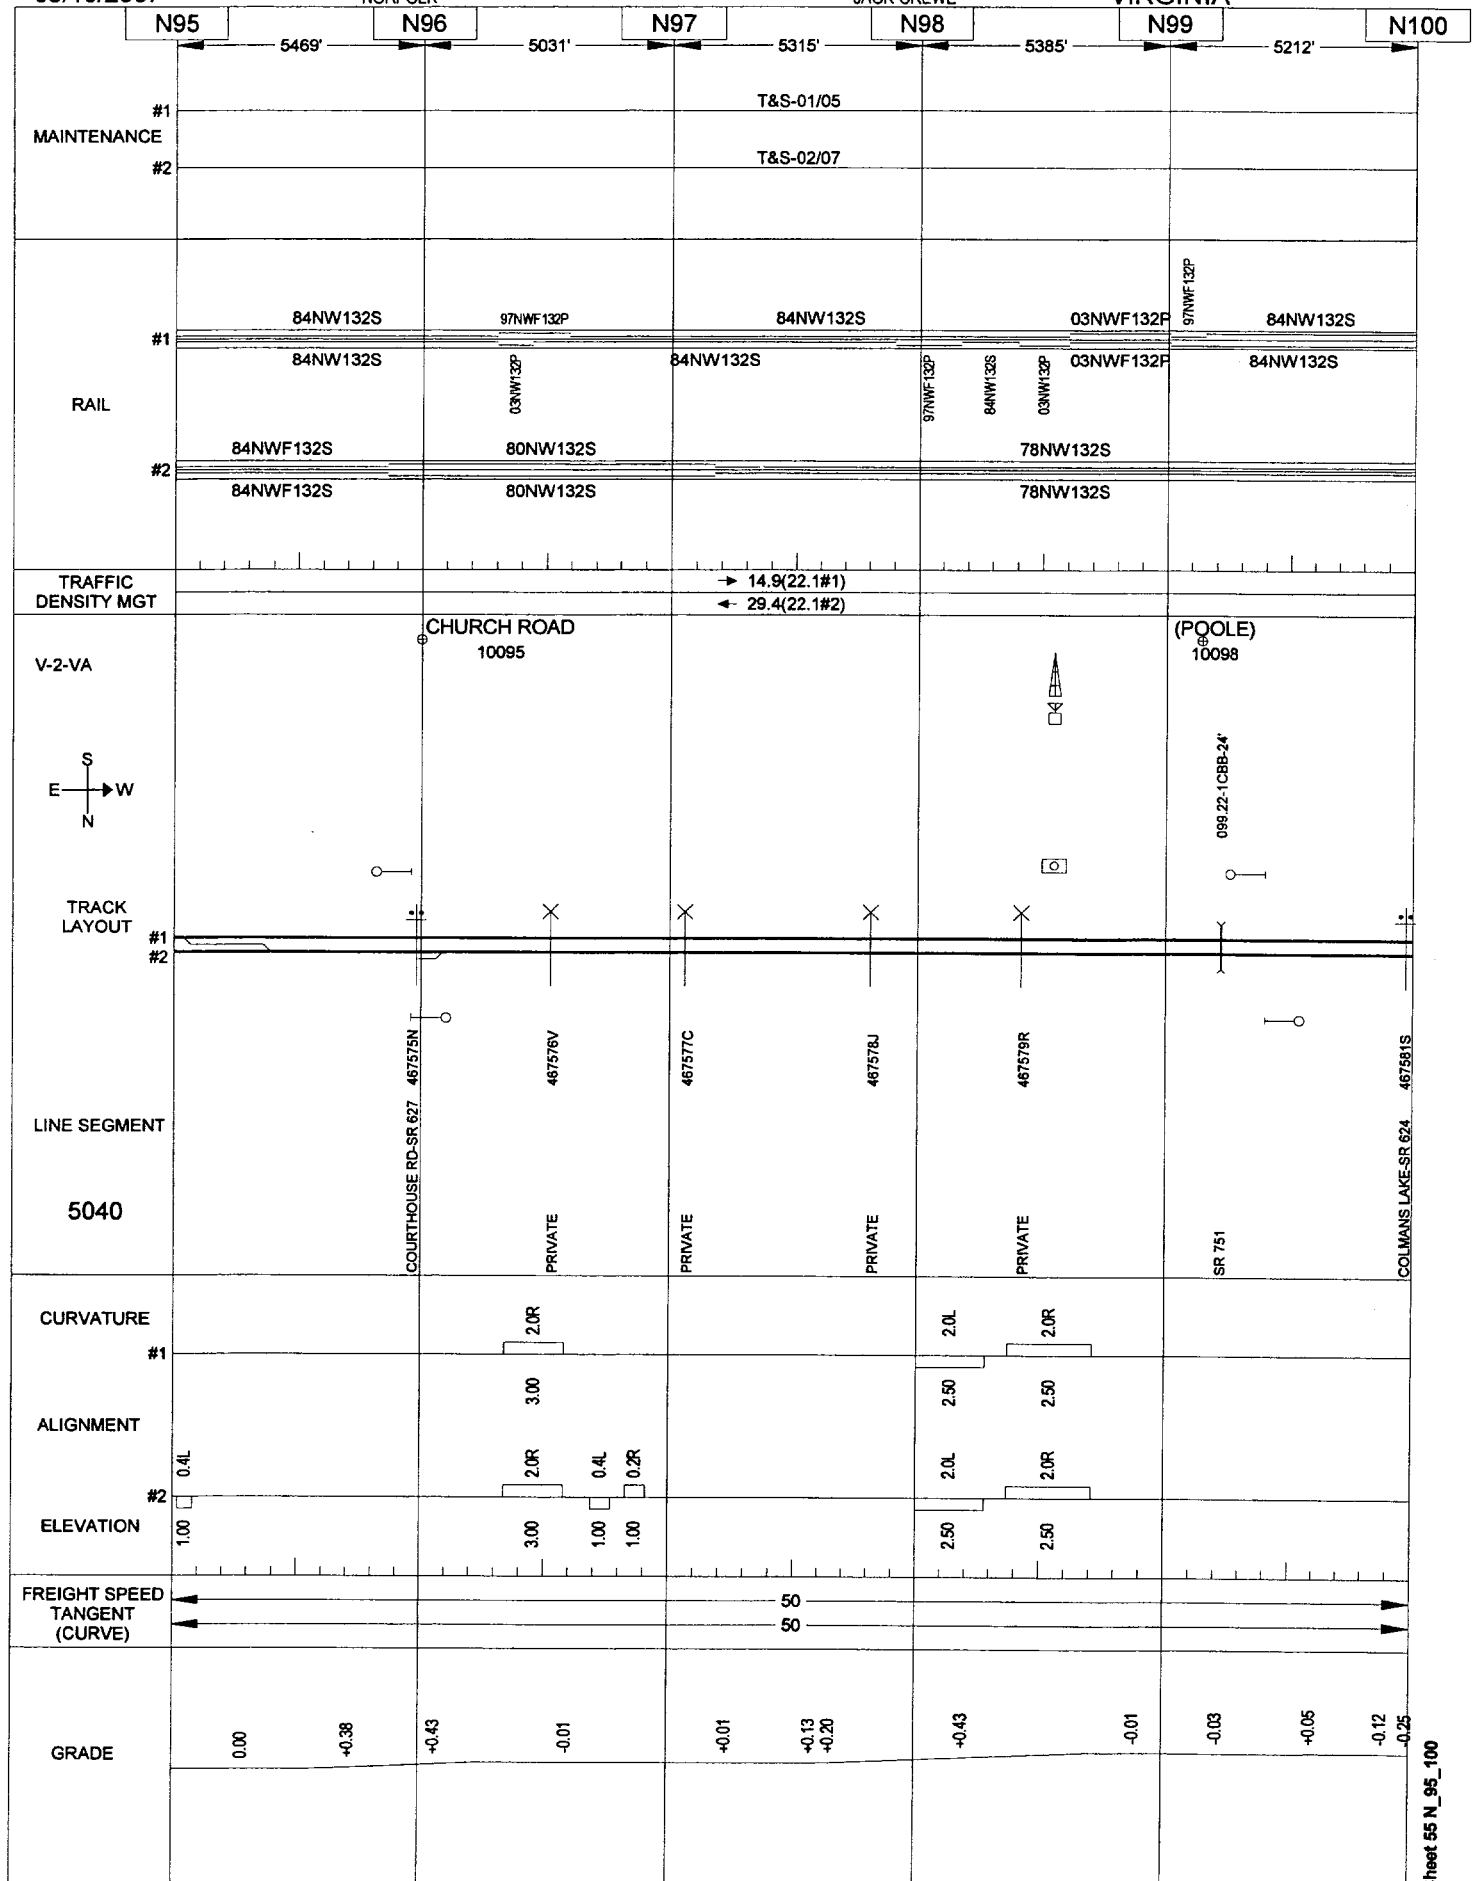 NORFOLK
VIRGINIA
N95 N96 N97 N98 N99 N100
5469' 5031' 5315' 5385' 5212'
#1 T&S-01/05
MAINTENANCE
#2 T&S-02/07
97NWF132P
84NW132S 97NWF132P 84NW132S 03NWF132P 84NW132S
#1
84NW132S 84NW132S 03NWF132P 84NW132S
03NW132P 97NWF132P 84NW132S 03NW132P
RAIL
84NWF132S 80NW132S 78NW132S
#2
84NWF132S 80NW132S 78NW132S
TRAFFIC
DENSITY MGT
14.9(22.1#1)
29.4(22.1#2)
CHURCH ROAD
10095
(POOLE)
10098
V-2-VA
S
E W
N
099.22-1CBB-24'
TRACK
LAYOUT
#1
#2
467575N 467576V 467577C 467578J 467579R 467581S
LINE SEGMENT
5040
COURTHOUSE RD-SR 627 PRIVATE PRIVATE PRIVATE PRIVATE SR 751 COLMANS LAKE-SR 624
CURVATURE
2.0R 2.0L 2.0R
#1
3.00 2.50 2.50
ALIGNMENT
0.4L 2.0R 0.4L 0.2R 2.0L 2.0R
#2
ELEVATION
1.00 3.00 1.00 1.00 2.50 2.50
FREIGHT SPEED
TANGENT
(CURVE)
50
50
GRADE
0.00 +0.38 +0.43 -0.01 +0.01 +0.13 +0.20 +0.43 -0.01 -0.03 +0.05 -0.12 -0.25
heet 55 N_95_100